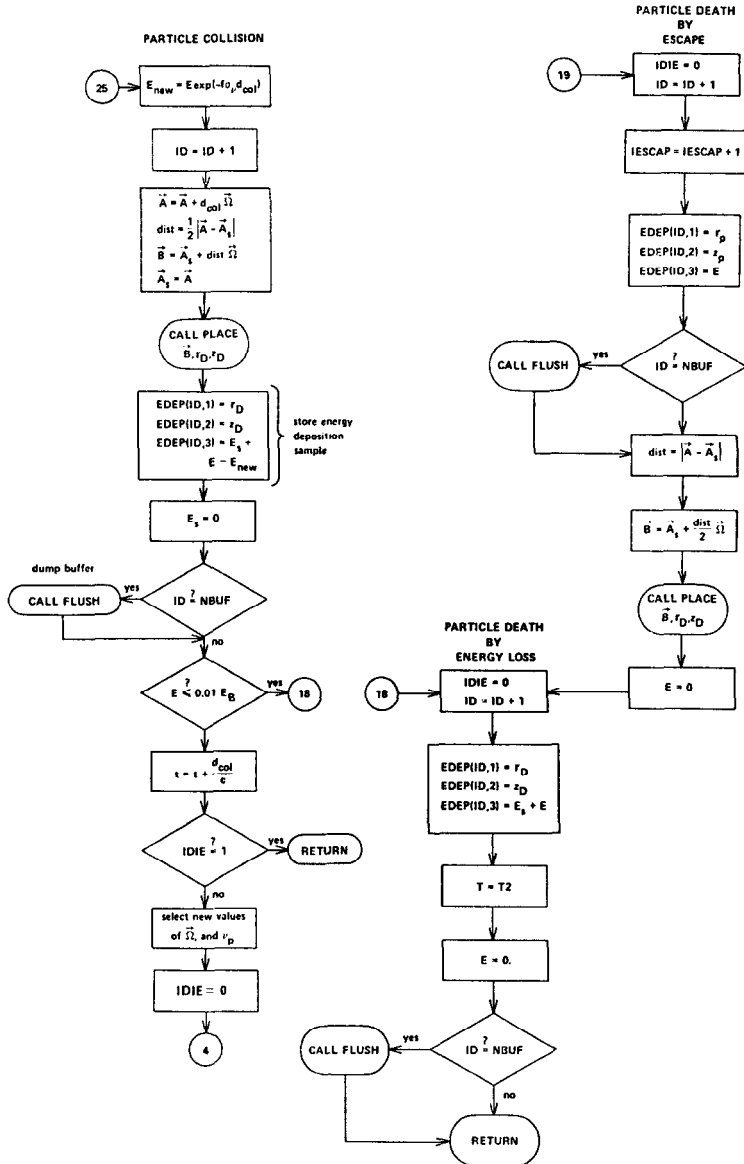 PARTICLE COLLISION
25
E_new = E exp(-fσ_ν d_col)
ID = ID + 1
A⃗ = A⃗ + d_col Ω⃗
dist = 1/2 |A⃗ - A⃗_s|
B⃗ = A⃗_s + dist Ω⃗
A⃗_s = A⃗
CALL PLACE
B⃗, r_D, z_D
EDEP(ID,1) = r_D
EDEP(ID,2) = z_D
EDEP(ID,3) = E_s +
E - E_new
store energy
deposition
sample
E_s = 0
dump buffer
CALL FLUSH
yes
?
ID = NBUF
no
?
E ≤ 0.01 E_B
yes
18
t = t + d_col/c
?
IDIE = 1
yes
RETURN
no
select new values
of Ω⃗, and ν_p
IDIE = 0
4
PARTICLE DEATH
BY
ESCAPE
19
IDIE = 0
ID = ID + 1
IESCAP = IESCAP + 1
EDEP(ID,1) = r_p
EDEP(ID,2) = z_p
EDEP(ID,3) = E
CALL FLUSH
yes
?
ID = NBUF
dist = |A⃗ - A⃗_s|
B⃗ = A⃗_s + dist/2 Ω⃗
CALL PLACE
B⃗, r_D, z_D
E = 0
PARTICLE DEATH
BY
ENERGY LOSS
18
IDIE = 0
ID = ID + 1
EDEP(ID,1) = r_D
EDEP(ID,2) = z_D
EDEP(ID,3) = E_s + E
T = T2
E = 0.
CALL FLUSH
yes
?
ID = NBUF
no
RETURN